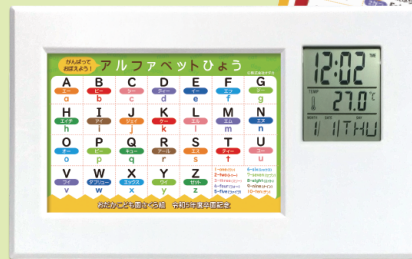 がんばって
おぼえよう!
アルファベットひょう
A B C D E F G
エー ビー シー ディー イー エフ ジー
a b c d e f g
H I J K L M N
エイチ アイ ジェイ ケー エル エム エヌ
h i j k l m n
O P Q R S T U
オー ピー キュー アール エス ティー ユー
o p q r s t u
V W X Y Z
ヴイ ダブリュー エックス ワイ ゼット
v w x y z
12:02
TEMP
27.0 °C
1 1 THU